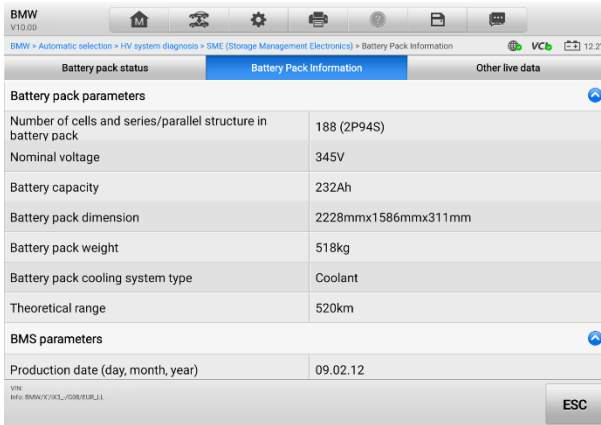 BMW
V10.00
BMW > Automatic selection > HV system diagnosis > SME (Storage Management Electronics) > Battery Pack Information
VCb 12.2
Battery pack status Battery Pack Information Other live data
Battery pack parameters
Number of cells and series/parallel structure in
battery pack
188 (2P94S)
Nominal voltage 345V
Battery capacity 232Ah
Battery pack dimension 2228mmx1586mmx311mm
Battery pack weight 518kg
Battery pack cooling system type Coolant
Theoretical range 520km
BMS parameters
Production date (day, month, year) 09.02.12
VIN:
ESC